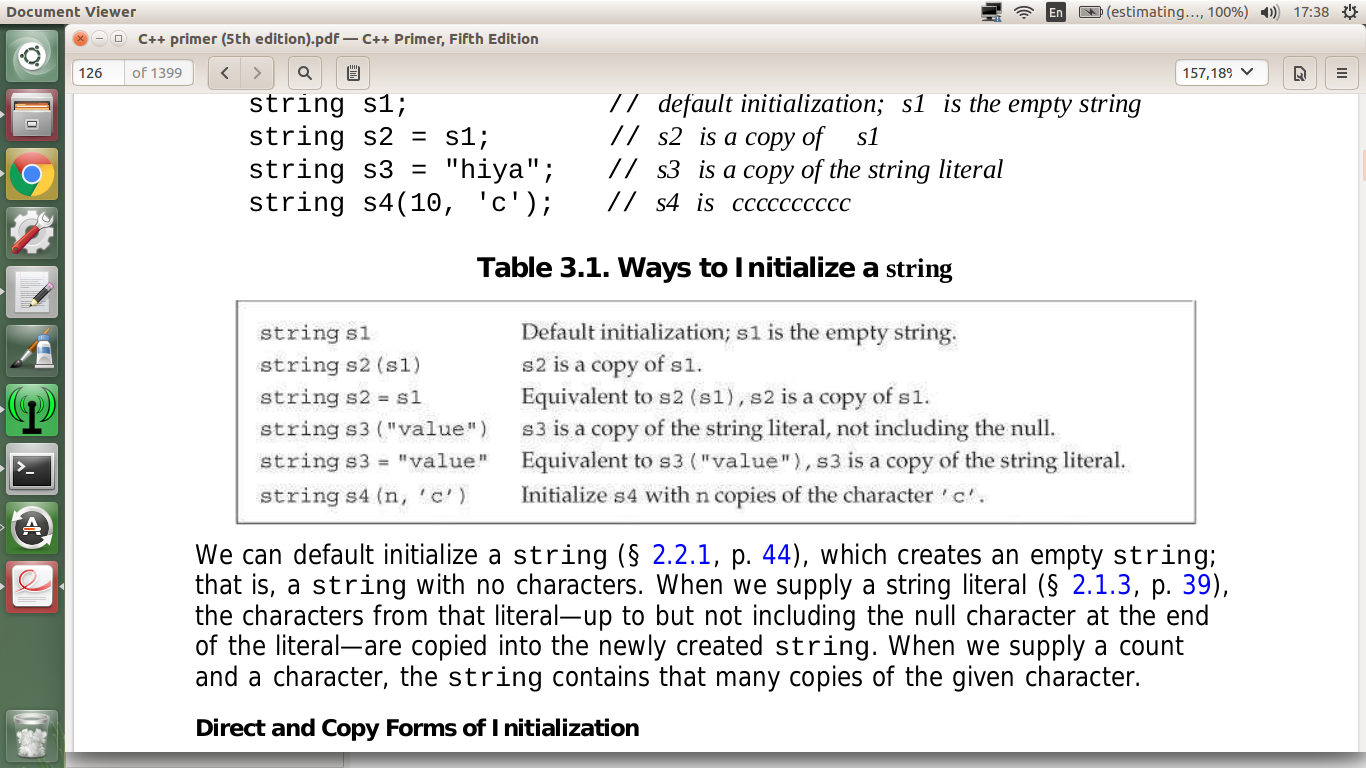 Document Viewer
En
(estimating..., 100%)
17:38
C++ primer (5th edition).pdf — C++ Primer, Fifth Edition
126 of 1399
157,18%
string s1; // default initialization; s1 is the empty string
string s2 = s1; // s2 is a copy of s1
string s3 = "hiya"; // s3 is a copy of the string literal
string s4(10, 'c'); // s4 is cccccccccc
Table 3.1. Ways to Initialize a string
string s1 Default initialization; s1 is the empty string.
string s2(s1) s2 is a copy of s1.
string s2 = s1 Equivalent to s2(s1), s2 is a copy of s1.
string s3("value") s3 is a copy of the string literal, not including the null.
string s3 = "value" Equivalent to s3("value"), s3 is a copy of the string literal.
string s4(n, 'c') Initialize s4 with n copies of the character 'c'.
We can default initialize a string (§ 2.2.1, p. 44), which creates an empty string;
that is, a string with no characters. When we supply a string literal (§ 2.1.3, p. 39),
the characters from that literal—up to but not including the null character at the end
of the literal—are copied into the newly created string. When we supply a count
and a character, the string contains that many copies of the given character.
Direct and Copy Forms of Initialization